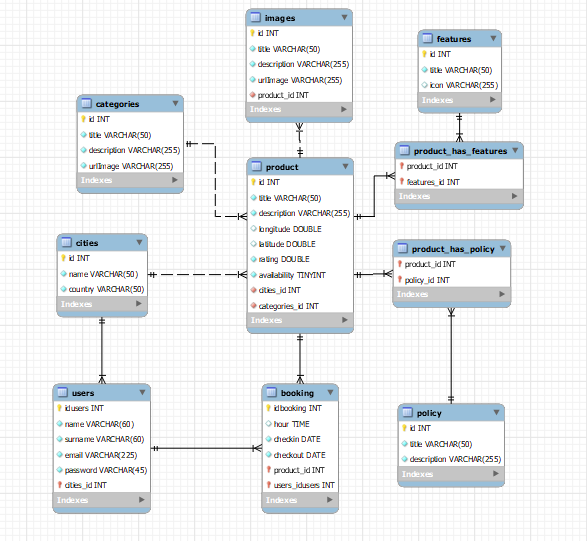 images
id INT
title VARCHAR(50)
description VARCHAR(255)
urlImage VARCHAR(255)
product_id INT
Indexes
features
id INT
title VARCHAR(50)
icon VARCHAR(255)
Indexes
categories
id INT
title VARCHAR(50)
description VARCHAR(255)
urlImage VARCHAR(255)
Indexes
product
id INT
title VARCHAR(50)
description VARCHAR(255)
longitude DOUBLE
latitude DOUBLE
rating DOUBLE
availability TINYINT
cities_id INT
categories_id INT
Indexes
product_has_features
product_id INT
features_id INT
Indexes
cities
id INT
name VARCHAR(50)
country VARCHAR(50)
Indexes
product_has_policy
product_id INT
policy_id INT
Indexes
users
idusers INT
name VARCHAR(60)
surname VARCHAR(60)
email VARCHAR(225)
password VARCHAR(45)
cities_id INT
Indexes
booking
idbooking INT
hour TIME
checkin DATE
checkout DATE
product_id INT
users_idusers INT
Indexes
policy
id INT
title VARCHAR(50)
description VARCHAR(255)
Indexes